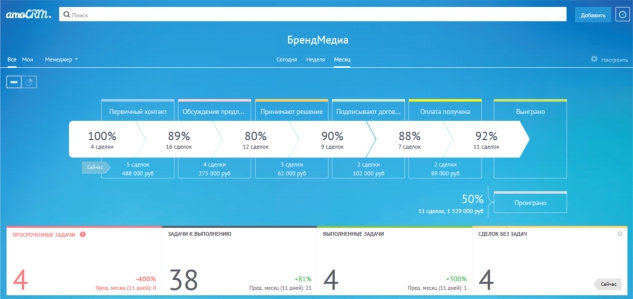 amoCRM. Поиск Добавить
БрендМедиа
Все Мои Менеджер Сегодня Неделя Месяц Настроить
Первичный контакт Обсуждение предл... Принимают решение Подписывают догов... Оплата получена Выиграно
100% 89% 80% 90% 88% 92%
4 сделки 16 сделок 12 сделок 9 сделок 7 сделок 11 сделок
Сейчас 5 сделок 4 сделки 3 сделки 2 сделки
488 000 руб 275 000 руб 62 000 руб 102 000 руб 89 000 руб
50% Проиграно
11 сделок, 1 529 000 руб
ПРОСРОЧЕННЫЕ ЗАДАЧИ ЗАДАЧИ К ВЫПОЛНЕНИЮ ВЫПОЛНЕННЫЕ ЗАДАЧИ СДЕЛОК БЕЗ ЗАДАЧ
4 38 4 4
-400% +81% +300%
Пред. месяц (11 дней): 0 Пред. месяц (11 дней): 21 Пред. месяц (11 дней): 1 Сейчас